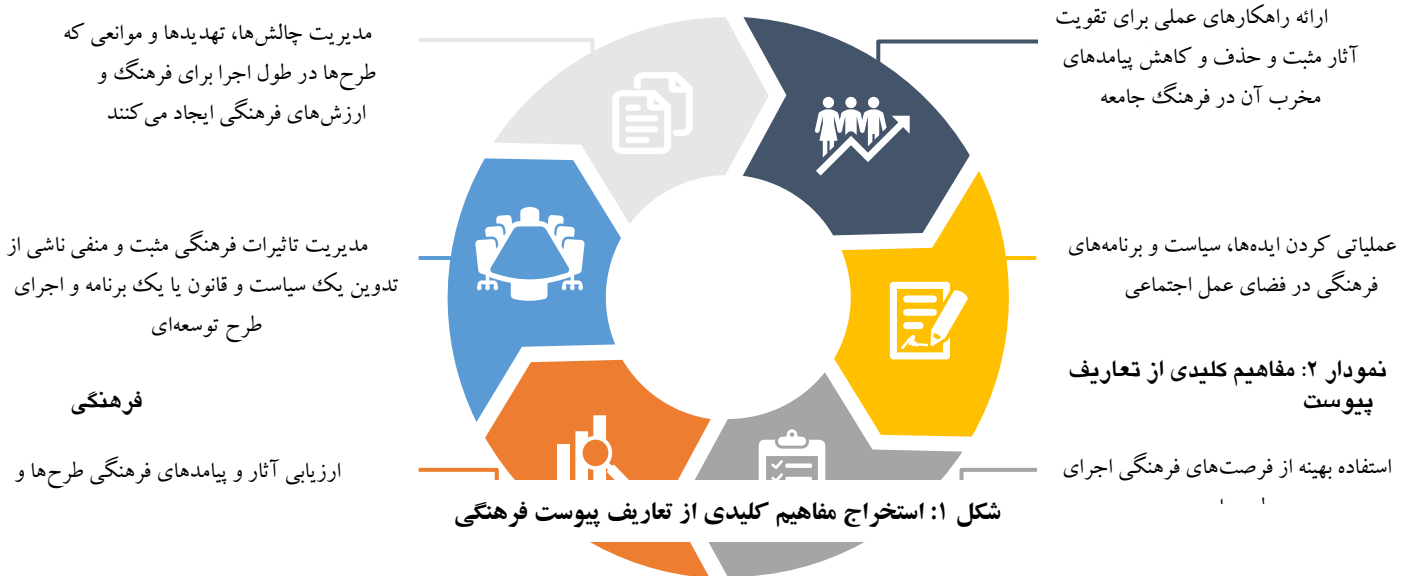 ارائه راهکارهای عملی برای تقویت
آثار مثبت و حذف و کاهش پیامدهای
مخرب آن در فرهنگ جامعه
مدیریت چالش‌ها، تهدیدها و موانعی که
طرح‌ها در طول اجرا برای فرهنگ و
ارزش‌های فرهنگی ایجاد می‌کنند
عملیاتی کردن ایده‌ها، سیاست و برنامه‌های
فرهنگی در فضای عمل اجتماعی
مدیریت تاثیرات فرهنگی مثبت و منفی ناشی از
تدوین یک سیاست و قانون یا یک برنامه و اجرای
طرح توسعه‌ای
نمودار ۲: مفاهیم کلیدی از تعاریف
پیوست
فرهنگی
استفاده بهینه از فرصت‌های فرهنگی اجرای
ارزیابی آثار و پیامدهای فرهنگی طرح‌ها و
شکل ۱: استخراج مفاهیم کلیدی از تعاریف پیوست فرهنگی